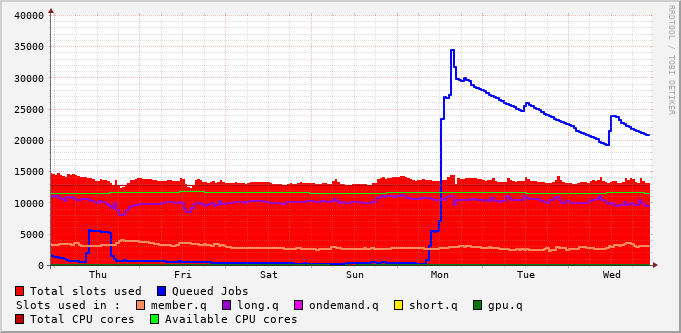 40000
35000
30000
25000
20000
15000
10000
5000
0
Thu Fri Sat Sun Mon Tue Wed
RRDTOOL / TOBI OETIKER
Total slots used Queued Jobs
Slots used in : member.q long.q ondemand.q short.q gpu.q
Total CPU cores Available CPU cores